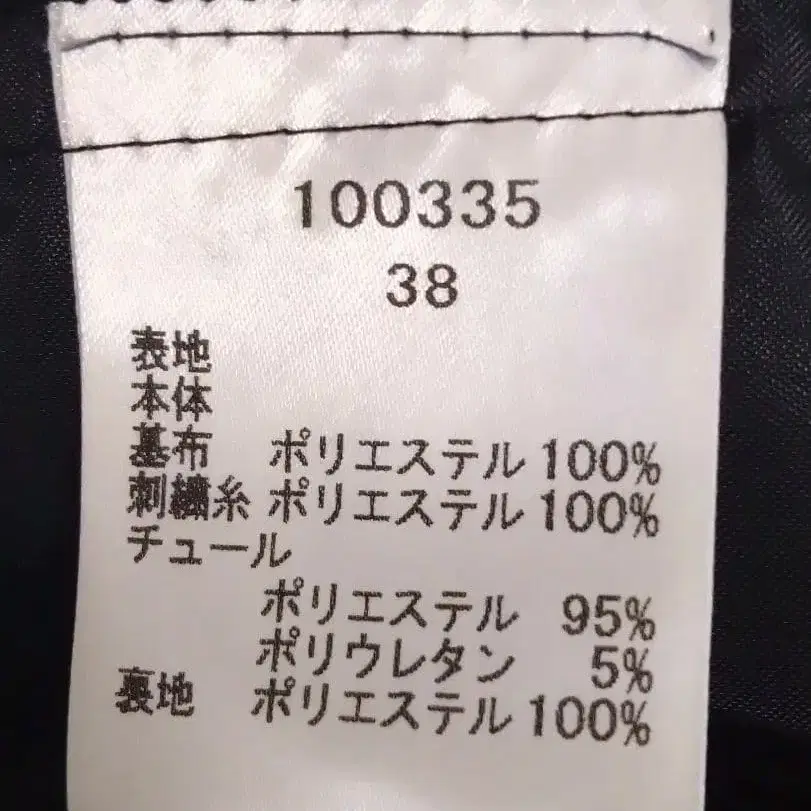 100335
38
表地
本体
基布 ポリエステル 100%
刺繍糸 ポリエステル 100%
チュール
ポリエステル 95%
ポリウレタン 5%
裏地 ポリエステル 100%